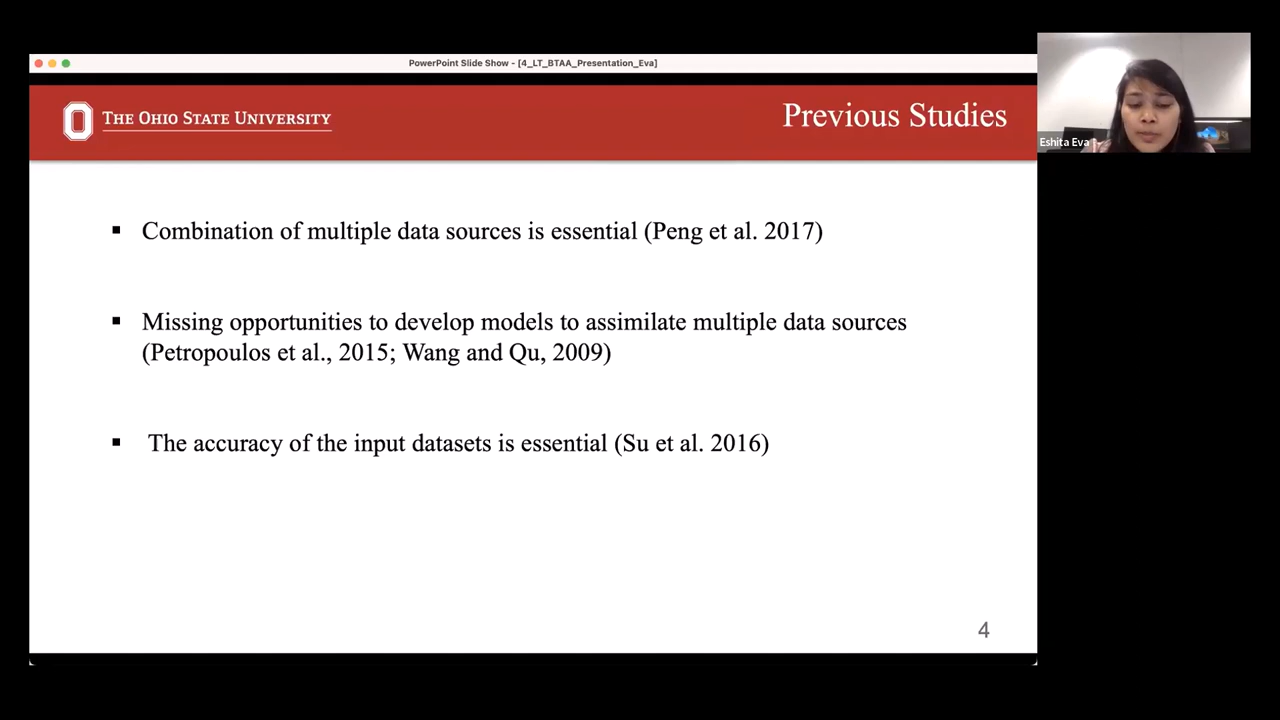 PowerPoint Slide Show - [4_LT_BTAA_Presentation_Eva]
THE OHIO STATE UNIVERSITY
Previous Studies
Eshita Eva
▪ Combination of multiple data sources is essential (Peng et al. 2017)
▪ Missing opportunities to develop models to assimilate multiple data sources
(Petropoulos et al., 2015; Wang and Qu, 2009)
▪ The accuracy of the input datasets is essential (Su et al. 2016)
4